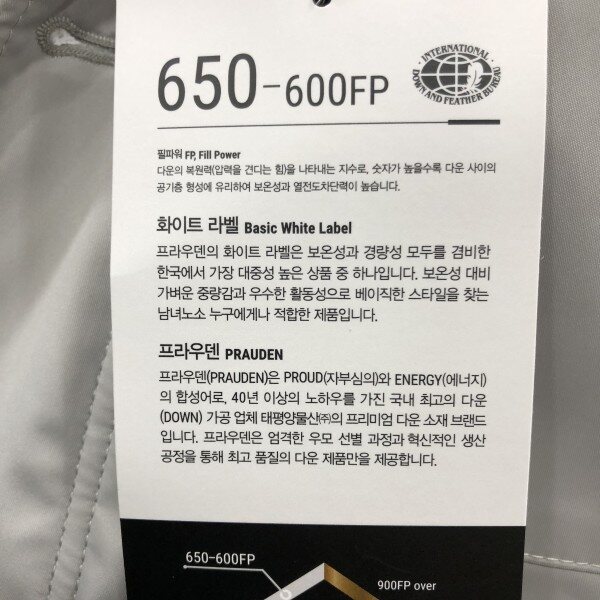 650-600FP
INTERNATIONAL
DOWN AND FEATHER BUREAU
필파워 FP, Fill Power
다운의 복원력(압력을 견디는 힘)을 나타내는 지수로, 숫자가 높을수록 다운 사이의
공기층 형성에 유리하여 보온성과 열전도차단력이 높습니다.
화이트 라벨 Basic White Label
프라우덴의 화이트 라벨은 보온성과 경량성 모두를 겸비한
한국에서 가장 대중성 높은 상품 중 하나입니다. 보온성 대비
가벼운 중량감과 우수한 활동성으로 베이직한 스타일을 찾는
남녀노소 누구에게나 적합한 제품입니다.
프라우덴 PRAUDEN
프라우덴(PRAUDEN)은 PROUD(자부심의)와 ENERGY(에너지)
의 합성어로, 40년 이상의 노하우를 가진 국내 최고의 다운
(DOWN) 가공 업체 태평양물산㈜의 프리미엄 다운 소재 브랜드
입니다. 프라우덴은 엄격한 우모 선별 과정과 혁신적인 생산
공정을 통해 최고 품질의 다운 제품만을 제공합니다.
650-600FP
900FP over